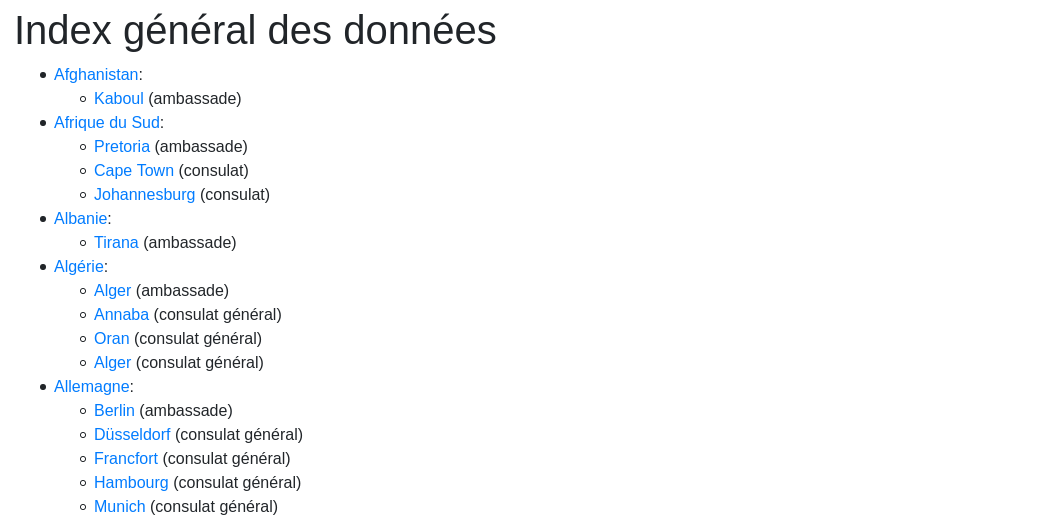 Index général des données
Afghanistan:
Kaboul (ambassade)
Afrique du Sud:
Pretoria (ambassade)
Cape Town (consulat)
Johannesburg (consulat)
Albanie:
Tirana (ambassade)
Algérie:
Alger (ambassade)
Annaba (consulat général)
Oran (consulat général)
Alger (consulat général)
Allemagne:
Berlin (ambassade)
Düsseldorf (consulat général)
Francfort (consulat général)
Hambourg (consulat général)
Munich (consulat général)